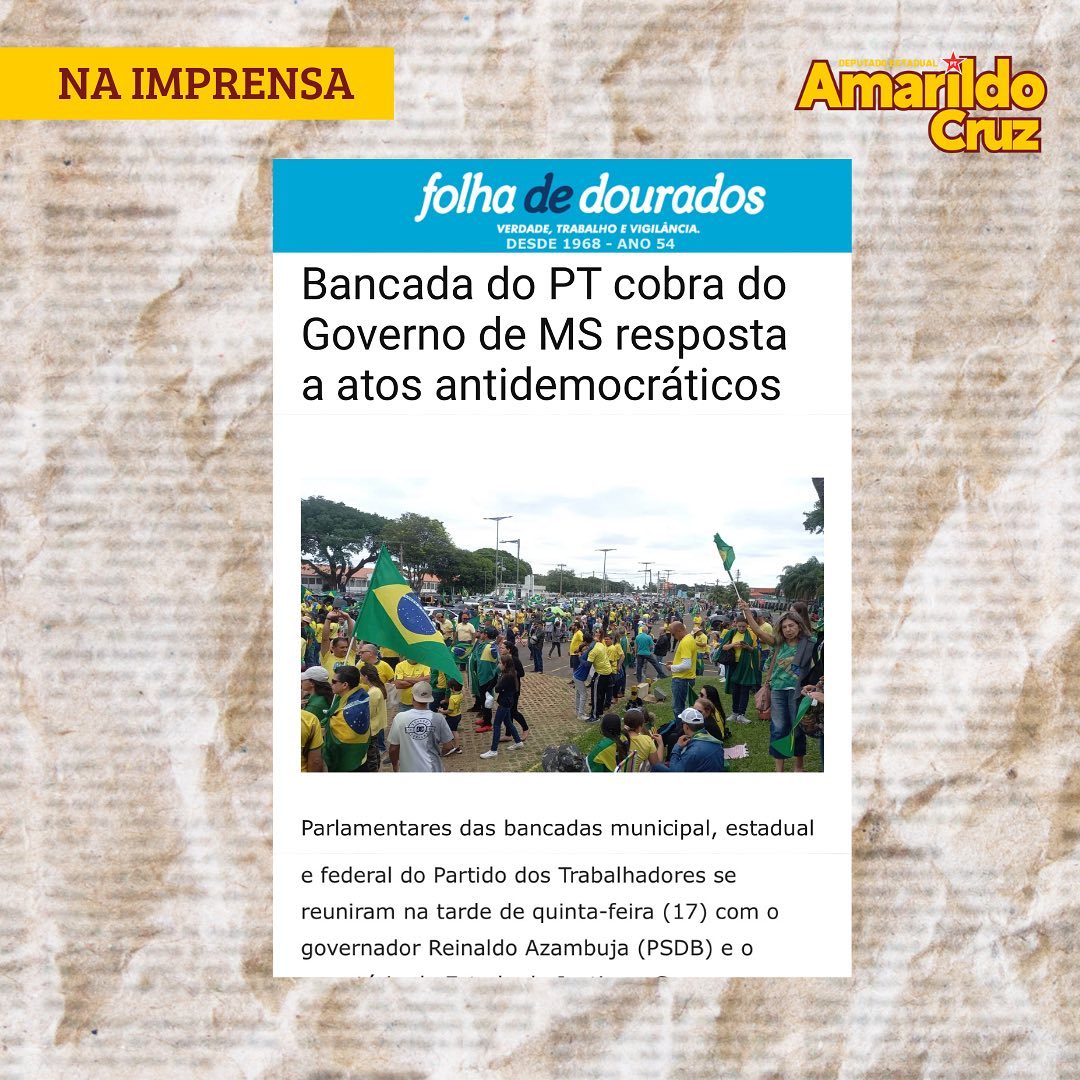 NA IMPRENSA
DEPUTADO ESTADUAL PT
Amarildo
Cruz
folha de dourados
VERDADE, TRABALHO E VIGILÂNCIA.
DESDE 1968 - ANO 54
Bancada do PT cobra do
Governo de MS resposta
a atos antidemocráticos
Parlamentares das bancadas municipal, estadual
e federal do Partido dos Trabalhadores se
reuniram na tarde de quinta-feira (17) com o
governador Reinaldo Azambuja (PSDB) e o